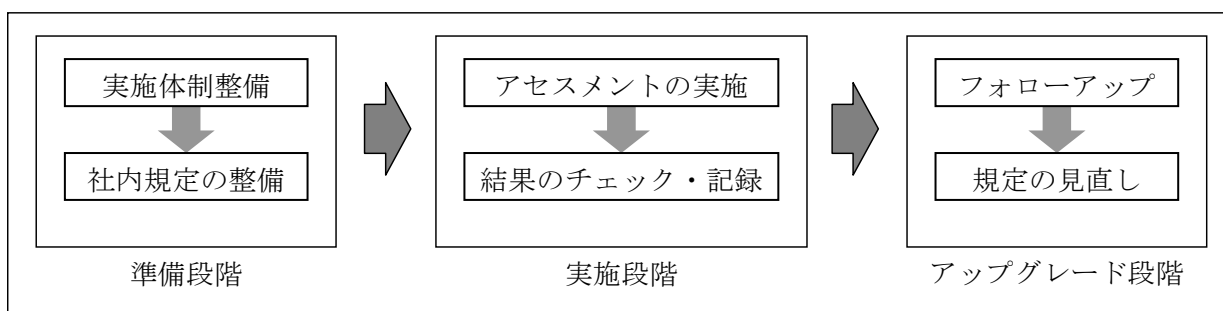 実施体制整備
社内規定の整備
準備段階
アセスメントの実施
結果のチェック・記録
実施段階
フォローアップ
規定の見直し
アップグレード段階